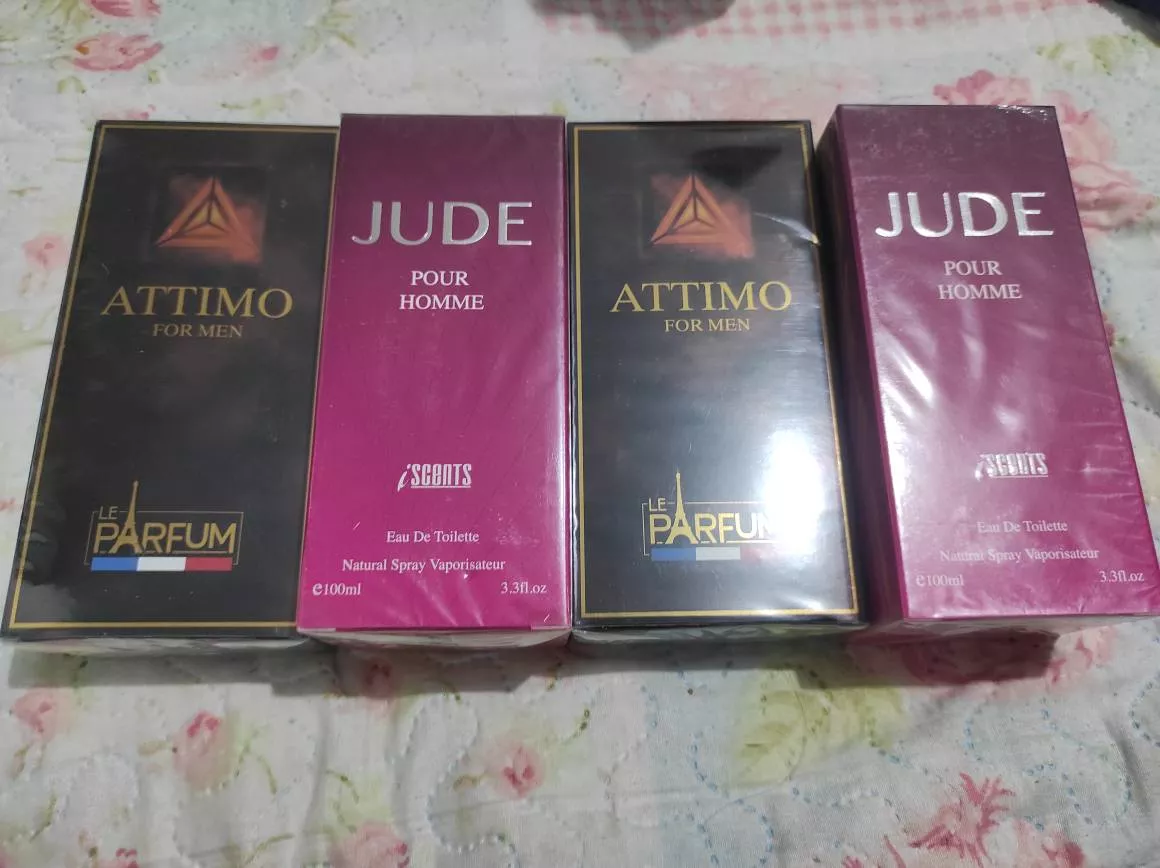 ATTIMO
FOR MEN
LE
PARFUM
JUDE
POUR
HOMME
iSCENTS
Eau De Toilette
Natural Spray Vaporisateur
e100ml 3.3fl.oz
ATTIMO
FOR MEN
LE
PARFUM
JUDE
POUR
HOMME
iSCENTS
Eau De Toilette
Natural Spray Vaporisateur
e100ml 3.3fl.oz